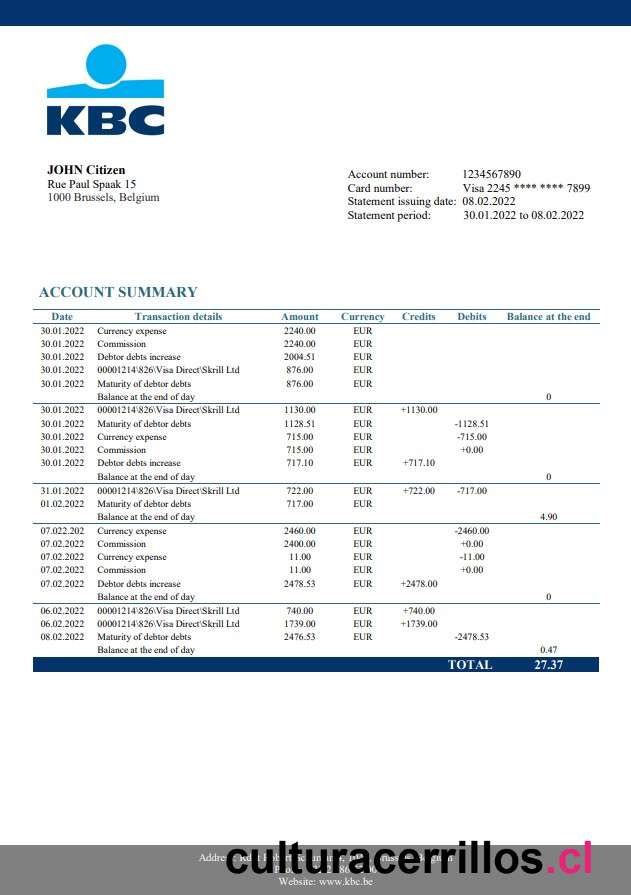 KBC
JOHN Citizen
Rue Paul Spaak 15
1000 Brussels, Belgium
Account number: 1234567890
Card number: Visa 2245 **** **** 7899
Statement issuing date: 08.02.2022
Statement period: 30.01.2022 to 08.02.2022
ACCOUNT SUMMARY
Date Transaction details Amount Currency Credits Debits Balance at the end
30.01.2022 Currency expense 2240.00 EUR
30.01.2022 Commission 2240.00 EUR
30.01.2022 Debtor debts increase 2004.51 EUR
30.01.2022 00001214\826\Visa Direct\Skrill Ltd 876.00 EUR
30.01.2022 Maturity of debtor debts 876.00 EUR
Balance at the end of day 0
30.01.2022 00001214\826\Visa Direct\Skrill Ltd 1130.00 EUR +1130.00
30.01.2022 Maturity of debtor debts 1128.51 EUR -1128.51
30.01.2022 Currency expense 715.00 EUR -715.00
30.01.2022 Commission 715.00 EUR +0.00
30.01.2022 Debtor debts increase 717.10 EUR +717.10
Balance at the end of day 0
31.01.2022 00001214\826\Visa Direct\Skrill Ltd 722.00 EUR +722.00 -717.00
01.02.2022 Maturity of debtor debts 717.00 EUR
Balance at the end of day 4.90
07.022.202 Currency expense 2460.00 EUR -2460.00
07.02.2022 Commission 2400.00 EUR +0.00
07.02.2022 Currency expense 11.00 EUR -11.00
07.02.2022 Commission 11.00 EUR +0.00
07.02.2022 Debtor debts increase 2478.53 EUR +2478.00
Balance at the end of day 0
06.02.2022 00001214\826\Visa Direct\Skrill Ltd 740.00 EUR +740.00
06.02.2022 00001214\826\Visa Direct\Skrill Ltd 1739.00 EUR +1739.00
08.02.2022 Maturity of debtor debts 2476.53 EUR -2478.53
Balance at the end of day 0.47
TOTAL 27.37
culturacerrillos.cl
Website: www.kbc.be